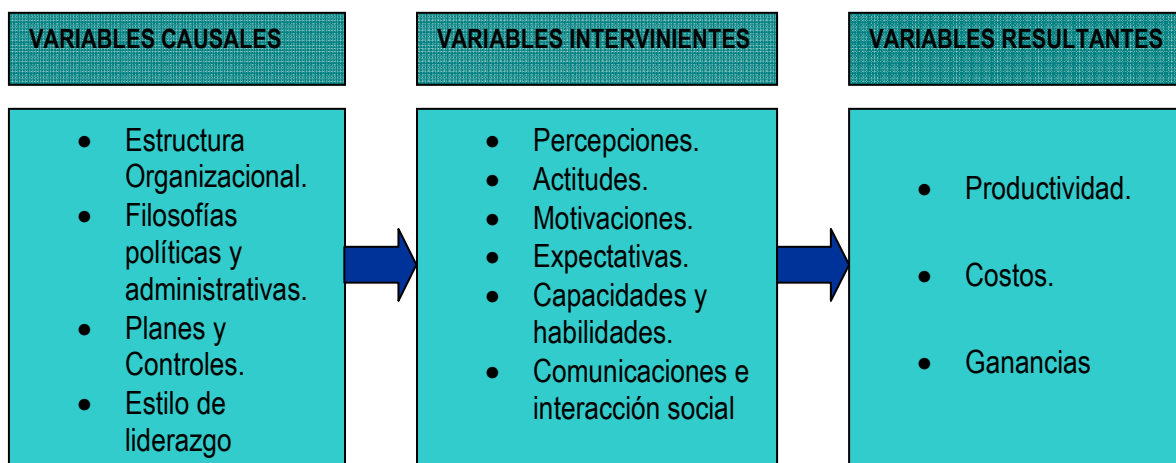 VARIABLES CAUSALES
VARIABLES INTERVINIENTES
VARIABLES RESULTANTES
• Estructura
Organizacional.
• Filosofías
políticas y
administrativas.
• Planes y
Controles.
• Estilo de
liderazgo
• Percepciones.
• Actitudes.
• Motivaciones.
• Expectativas.
• Capacidades y
habilidades.
• Comunicaciones e
interacción social
• Productividad.
• Costos.
• Ganancias